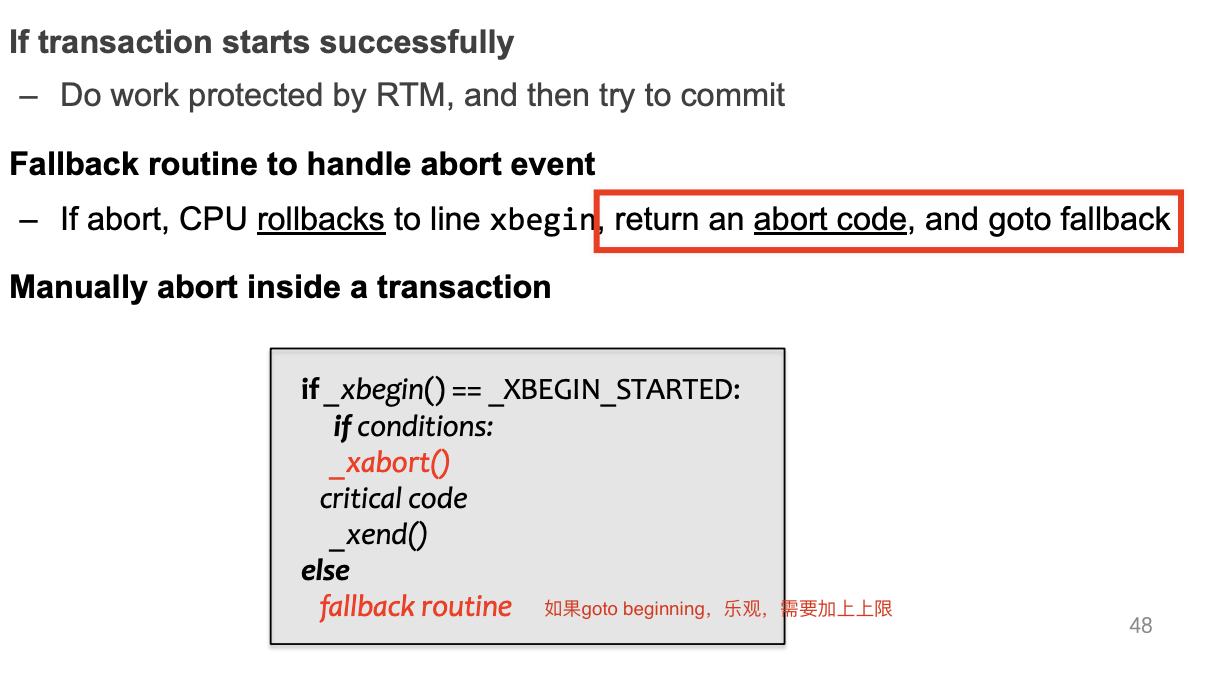 If transaction starts successfully
– Do work protected by RTM, and then try to commit
Fallback routine to handle abort event
– If abort, CPU rollbacks to line xbegin, return an abort code, and goto fallback
Manually abort inside a transaction
if _xbegin() == _XBEGIN_STARTED:
if conditions:
_xabort()
critical code
_xend()
else
fallback routine 如果goto beginning，乐观，需要加上上限
48